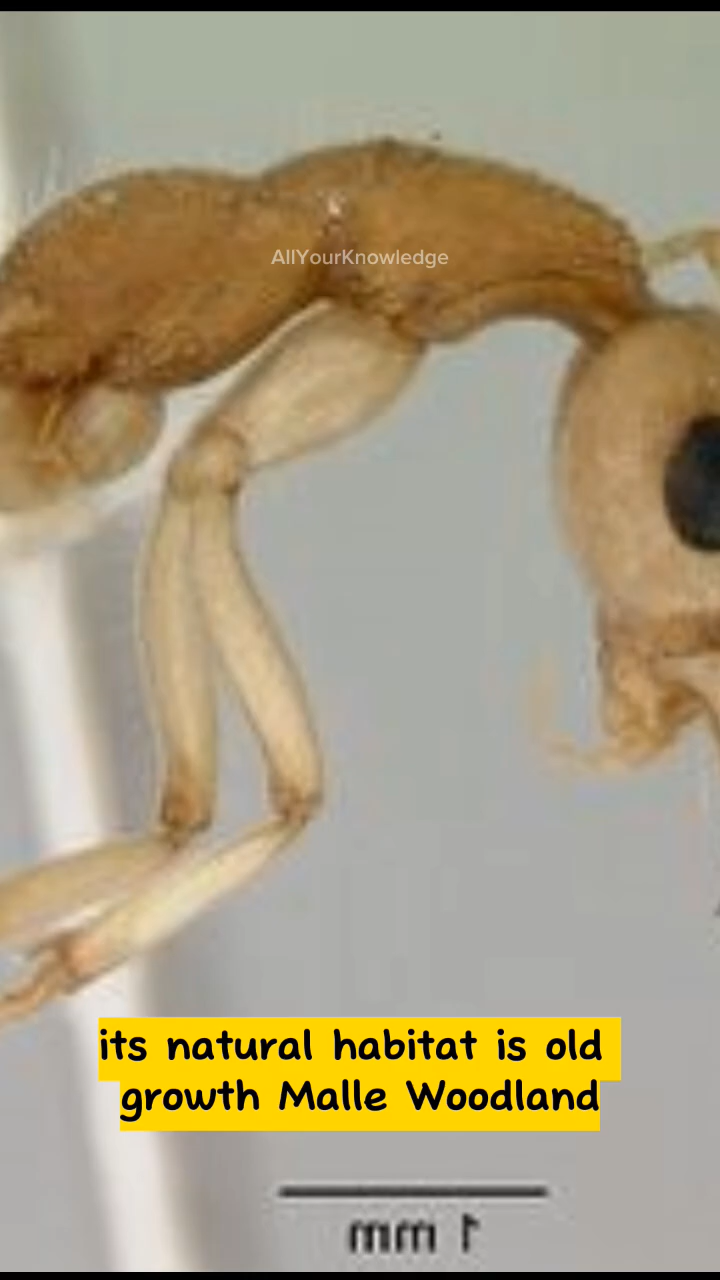 AllYourKnowledge
its natural habitat is old
growth Malle Woodland
1 mm